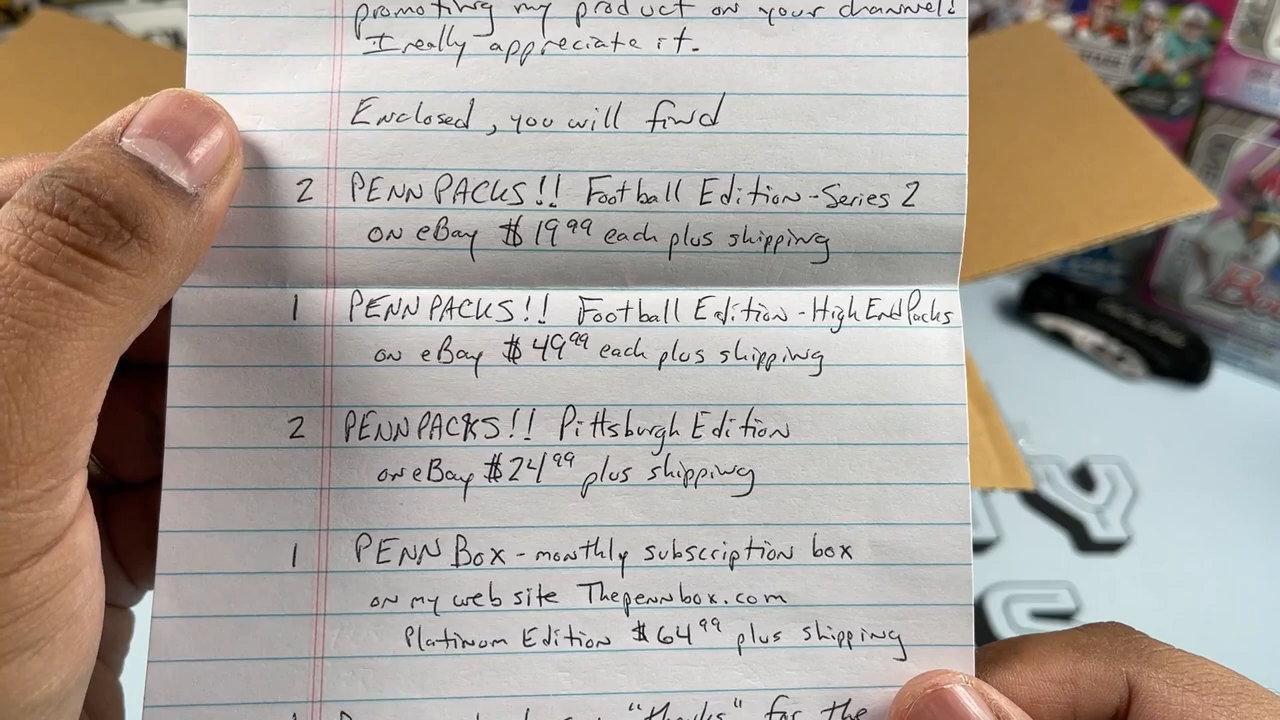 promoting my product on your channel!
I really appreciate it.
Enclosed, you will find
2 PENN PACKS!! Football Edition - Series 2
on eBay $19.99 each plus shipping
1 PENN PACKS!! Football Edition - High End Packs
on eBay $49.99 each plus shipping
2 PENN PACKS!! Pittsburgh Edition
on eBay $24.99 plus shipping
1 PENN Box - monthly subscription box
on my web site Thepennbox.com
Platinum Edition $64.99 plus shipping
"thanks" for the